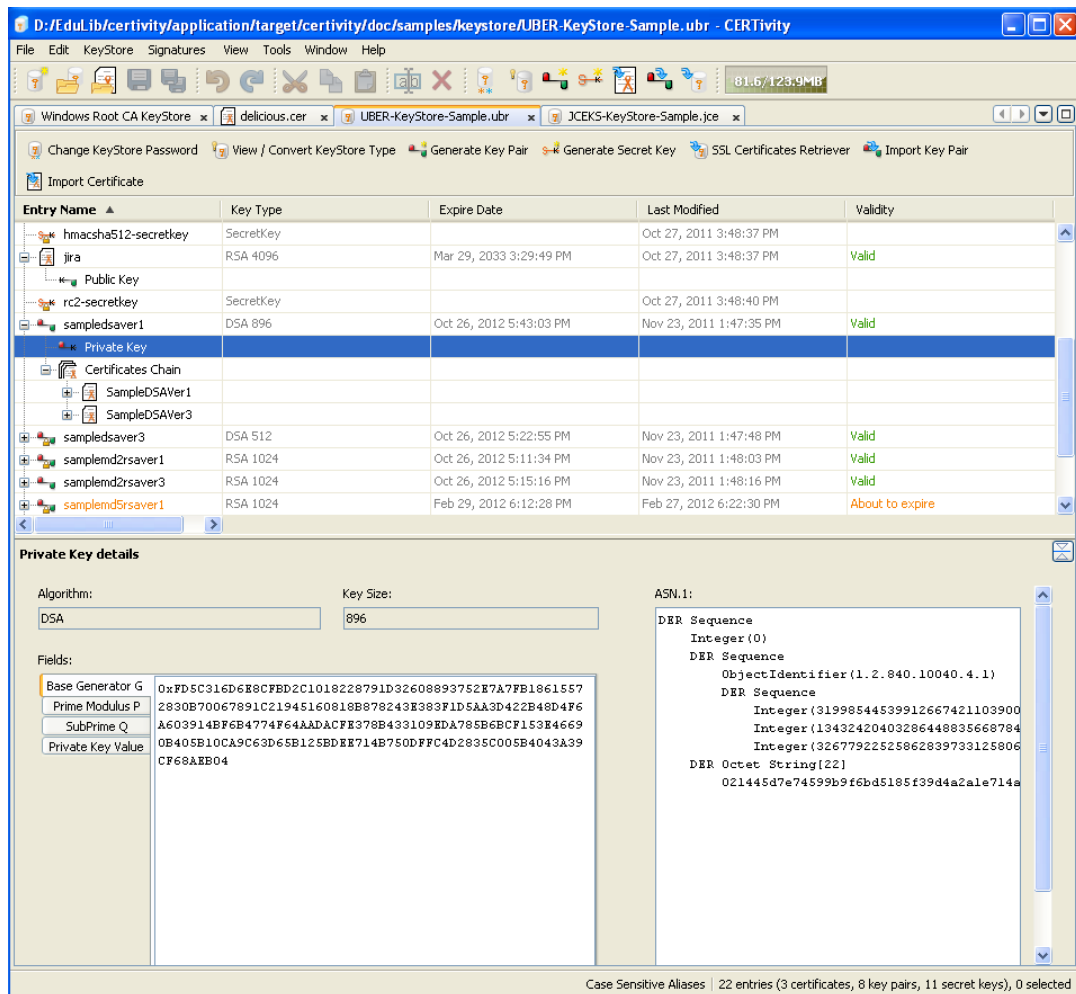 D:/EduLib/certivity/application/target/certivity/doc/samples/keystore/UBER-KeyStore-Sample.ubr - CERTivity
File Edit KeyStore Signatures View Tools Window Help
81.6/123.9MB
Windows Root CA KeyStore x delicious.cer x UBER-KeyStore-Sample.ubr x JCEKS-KeyStore-Sample.jce x
Change KeyStore Password View / Convert KeyStore Type Generate Key Pair Generate Secret Key SSL Certificates Retriever Import Key Pair
Import Certificate
Entry Name Key Type Expire Date Last Modified Validity
hmacsha512-secretkey SecretKey Oct 27, 2011 3:48:37 PM
jira RSA 4096 Mar 29, 2033 3:29:49 PM Oct 27, 2011 3:48:37 PM Valid
Public Key
rc2-secretkey SecretKey Oct 27, 2011 3:48:40 PM
sampledsaver1 DSA 896 Oct 26, 2012 5:43:03 PM Nov 23, 2011 1:47:35 PM Valid
Private Key
Certificates Chain
SampleDSAVer1
SampleDSAVer3
sampledsaver3 DSA 512 Oct 26, 2012 5:22:55 PM Nov 23, 2011 1:47:48 PM Valid
samplemd2rsaver1 RSA 1024 Oct 26, 2012 5:11:34 PM Nov 23, 2011 1:48:03 PM Valid
samplemd2rsaver3 RSA 1024 Oct 26, 2012 5:15:16 PM Nov 23, 2011 1:48:16 PM Valid
samplemd5rsaver1 RSA 1024 Feb 29, 2012 6:12:28 PM Feb 27, 2012 6:22:30 PM About to expire
Private Key details
Algorithm: Key Size: ASN.1:
DSA 896
Fields:
Base Generator G
Prime Modulus P
SubPrime Q
Private Key Value
0xFD5C316D6E8CFBD2C1018228791D32608893752E7A7FB1861557
2830B70067891C21945160818B878243E383F1D5AA3D422B48D4F6
A603914BF6B4774F64AADACFE378B433109EDA785B6BCF153E4669
0B405B10CA9C63D65B125BDEE714B750DFFC4D2835C005B4043A39
CF68AEB04
DER Sequence
Integer(0)
DER Sequence
ObjectIdentifier(1.2.840.10040.4.1)
DER Sequence
Integer(31998544539912667421103900
Integer(13432420403286448835668784
Integer(32677922525862839733125806
DER Octet String[22]
021445d7e74599b9f6bd5185f39d4a2a1e714a
Case Sensitive Aliases 22 entries (3 certificates, 8 key pairs, 11 secret keys), 0 selected